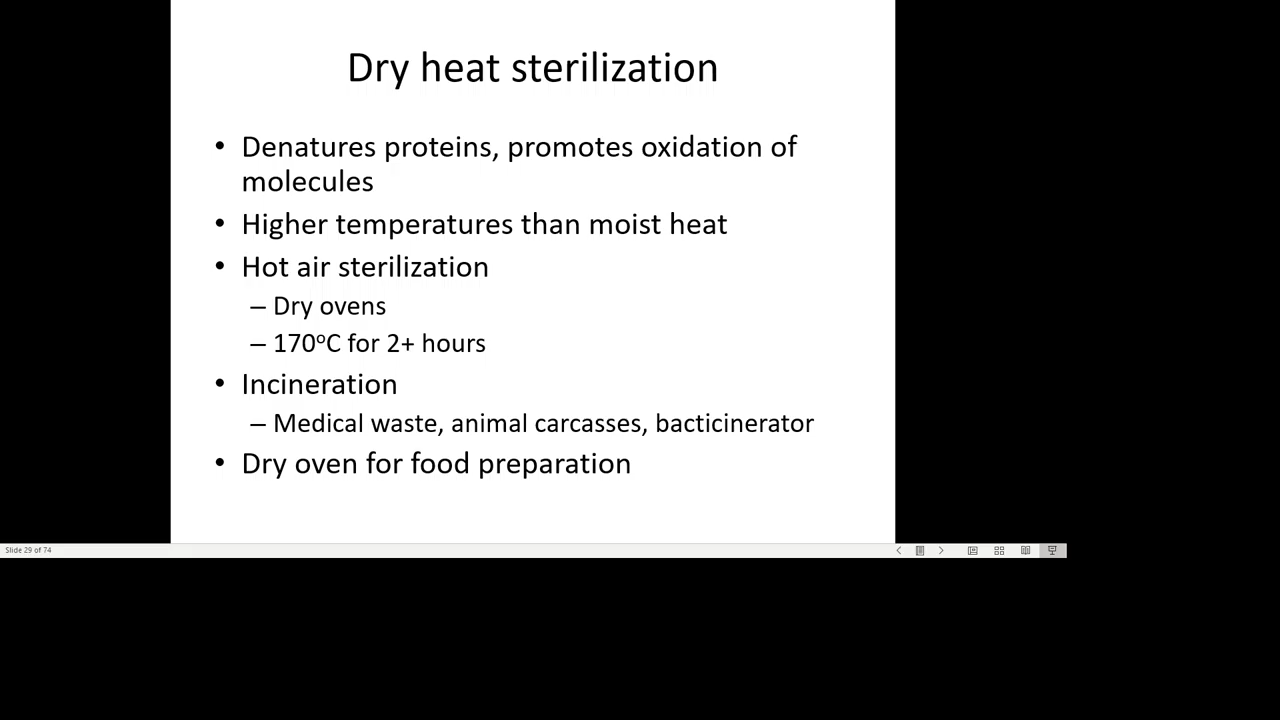 Dry heat sterilization
• Denatures proteins, promotes oxidation of
molecules
• Higher temperatures than moist heat
• Hot air sterilization
– Dry ovens
– 170ºC for 2+ hours
• Incineration
– Medical waste, animal carcasses, bacticinerator
• Dry oven for food preparation
Slide 29 of 74